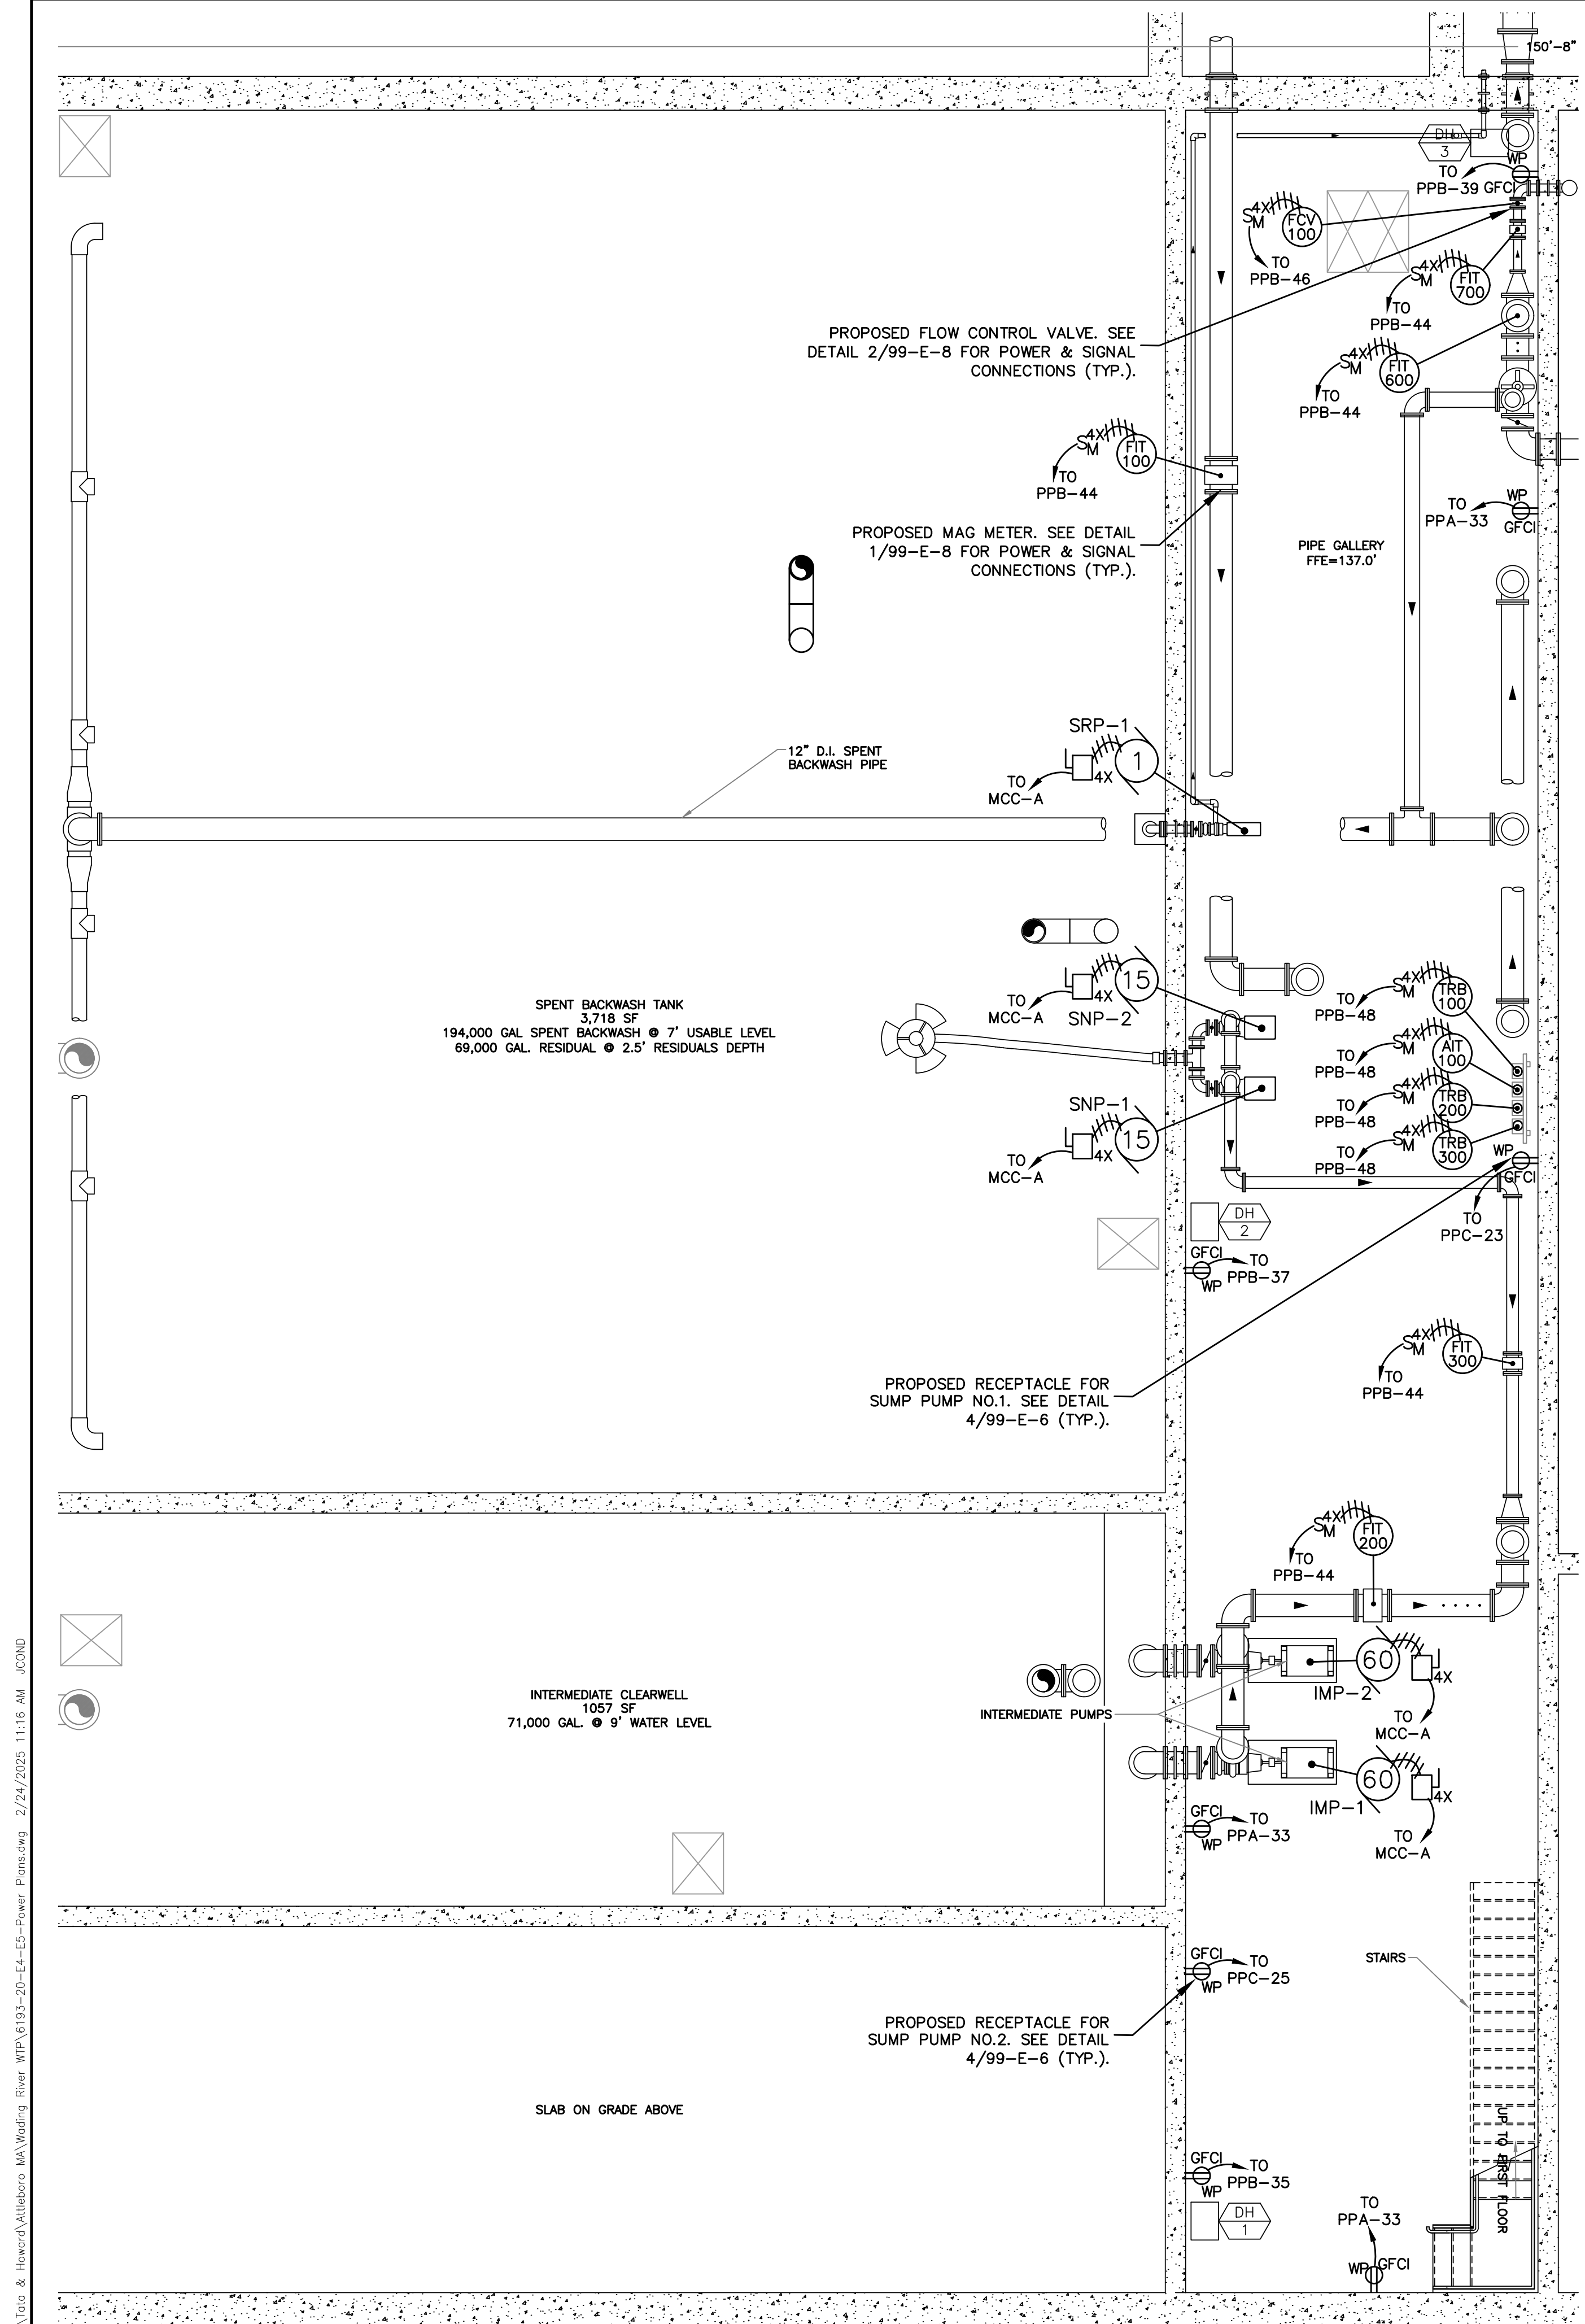 150'-8"
DH
3
WP
TO
PPB-39 GFCI
4X
SM
FCV
100
TO
PPB-46
4X
SM
FIT
700
TO
PPB-44
PROPOSED FLOW CONTROL VALVE. SEE
DETAIL 2/99-E-8 FOR POWER & SIGNAL
CONNECTIONS (TYP.).
4X
SM
FIT
600
TO
PPB-44
4X
SM
FIT
100
TO
PPB-44
WP
TO
PPA-33
GFCI
PROPOSED MAG METER. SEE DETAIL
1/99-E-8 FOR POWER & SIGNAL
CONNECTIONS (TYP.).
PIPE GALLERY
FFE=137.0'
SRP-1
1
4X
TO
MCC-A
12" D.I. SPENT
BACKWASH PIPE
15
4X
TO
MCC-A
SNP-2
SPENT BACKWASH TANK
3,718 SF
194,000 GAL SPENT BACKWASH @ 7' USABLE LEVEL
69,000 GAL. RESIDUAL @ 2.5' RESIDUALS DEPTH
4X
SM
TRB
100
TO
PPB-48
4X
SM
AIT
100
TO
PPB-48
4X
SM
TRB
200
TO
PPB-48
4X
SM
TRB
300
TO
PPB-48
SNP-1
15
4X
TO
MCC-A
WP
GFCI
TO
PPC-23
DH
2
GFCI
TO
PPB-37
WP
4X
SM
FIT
300
TO
PPB-44
PROPOSED RECEPTACLE FOR
SUMP PUMP NO.1. SEE DETAIL
4/99-E-6 (TYP.).
4X
SM
FIT
200
TO
PPB-44
INTERMEDIATE CLEARWELL
1057 SF
71,000 GAL. @ 9' WATER LEVEL
INTERMEDIATE PUMPS
60
4X
IMP-2
TO
MCC-A
60
4X
IMP-1
TO
MCC-A
GFCI
TO
PPA-33
WP
GFCI
TO
PPC-25
WP
STAIRS
PROPOSED RECEPTACLE FOR
SUMP PUMP NO.2. SEE DETAIL
4/99-E-6 (TYP.).
SLAB ON GRADE ABOVE
UP TO FIRST FLOOR
GFCI
TO
PPB-35
WP
DH
1
TO
PPA-33
WP
GFCI
\Tata & Howard\Attleboro MA\Wading River WTP\6193-20-E4-E5-Power Plans.dwg 2/24/2025 11:16 AM JCOND